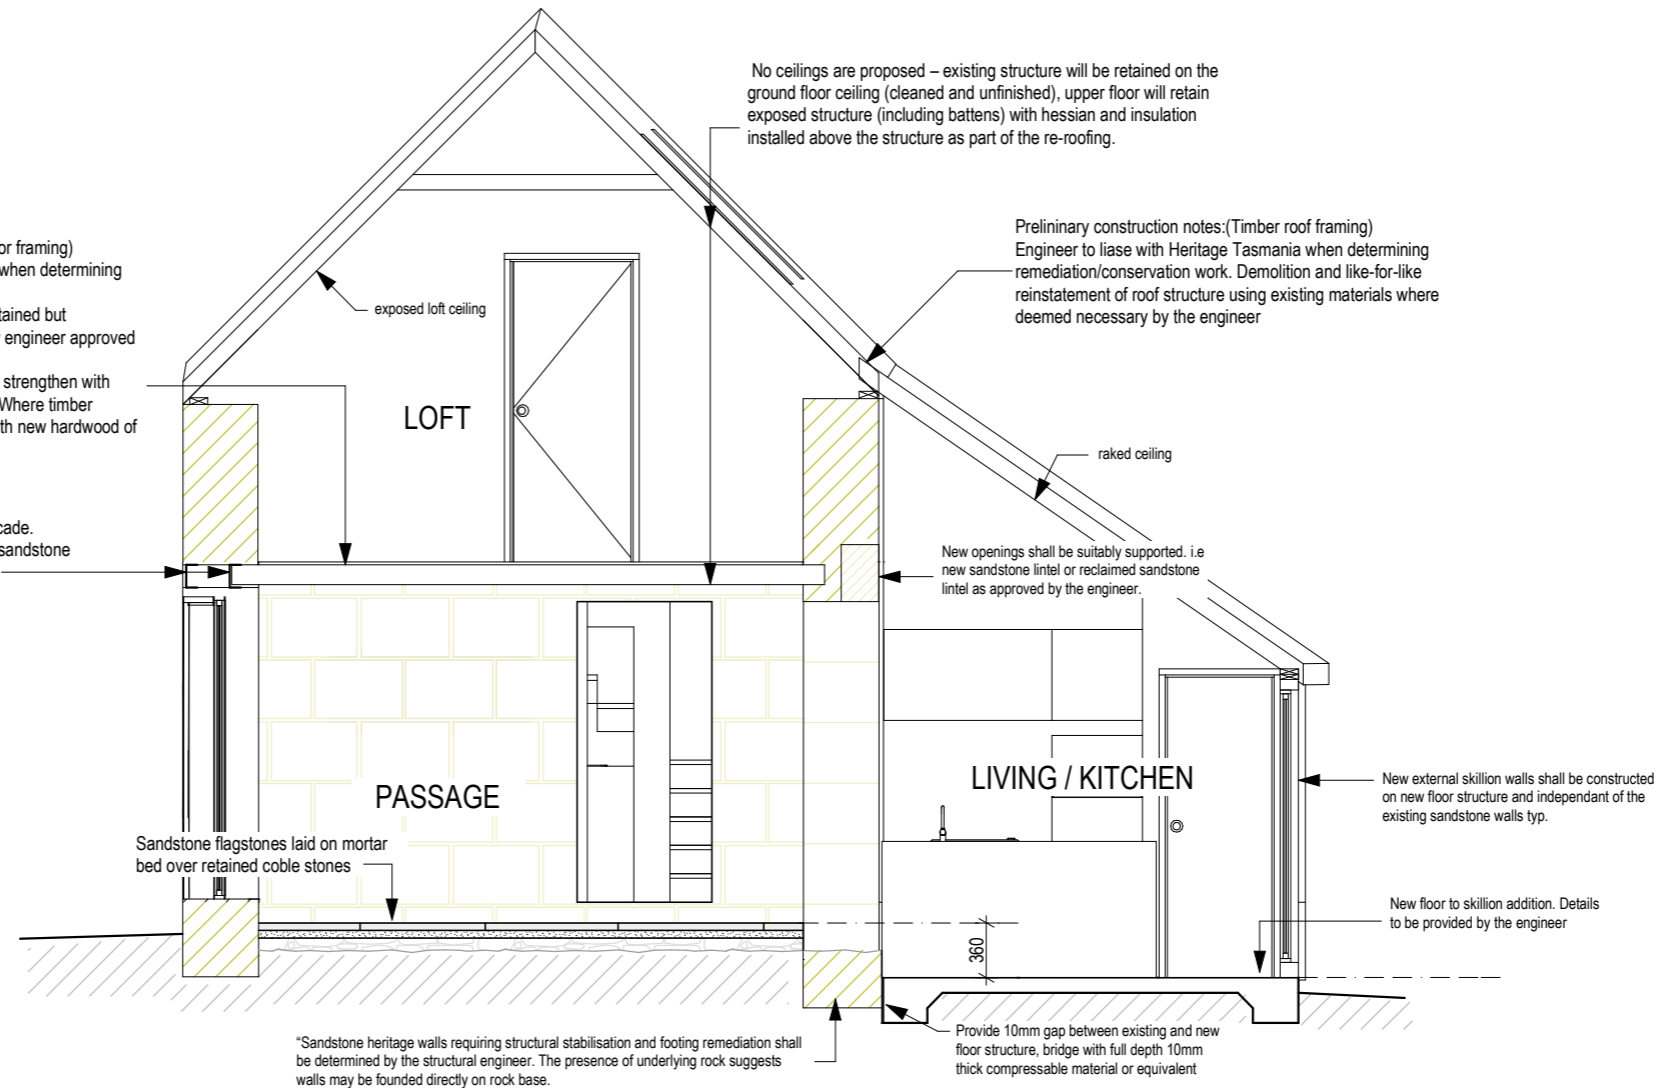 No ceilings are proposed – existing structure will be retained on the
ground floor ceiling (cleaned and unfinished), upper floor will retain
exposed structure (including battens) with hessian and insulation
installed above the structure as part of the re-roofing.
Prelininary construction notes:(Timber roof framing)
Engineer to liase with Heritage Tasmania when determining
remediation/conservation work. Demolition and like-for-like
reinstatement of roof structure using existing materials where
deemed necessary by the engineer
or framing)
when determining
tained but
engineer approved
strengthen with
Where timber
th new hardwood of
exposed loft ceiling
LOFT
raked ceiling
cade.
sandstone
New openings shall be suitably supported. i.e
new sandstone lintel or reclaimed sandstone
lintel as approved by the engineer.
PASSAGE
LIVING / KITCHEN
New external skillion walls shall be constructed
on new floor structure and independant of the
existing sandstone walls typ.
Sandstone flagstones laid on mortar
bed over retained coble stones
New floor to skillion addition. Details
to be provided by the engineer
360
“Sandstone heritage walls requiring structural stabilisation and footing remediation shall
be determined by the structural engineer. The presence of underlying rock suggests
walls may be founded directly on rock base.
Provide 10mm gap between existing and new
floor structure, bridge with full depth 10mm
thick compressable material or equivalent